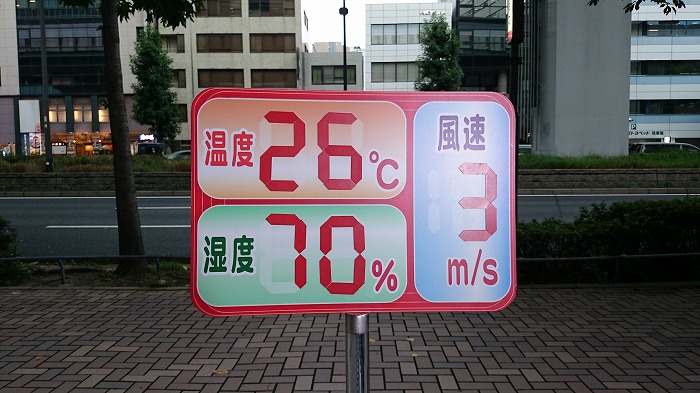 温度 26 ℃
湿度 70 %
風速
3
m/s